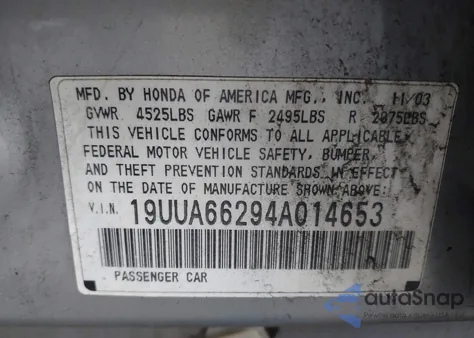 MFD. BY HONDA OF AMERICA MFG., INC. 11/03
GVWR 4525LBS GAWR F 2495LBS R 2075LBS
THIS VEHICLE CONFORMS TO ALL APPLICABLE
FEDERAL MOTOR VEHICLE SAFETY, BUMPER,
AND THEFT PREVENTION STANDARDS IN EFFECT
ON THE DATE OF MANUFACTURE SHOWN ABOVE.
V.I.N. 19UUA66294A014653
PASSENGER CAR
autoSnap